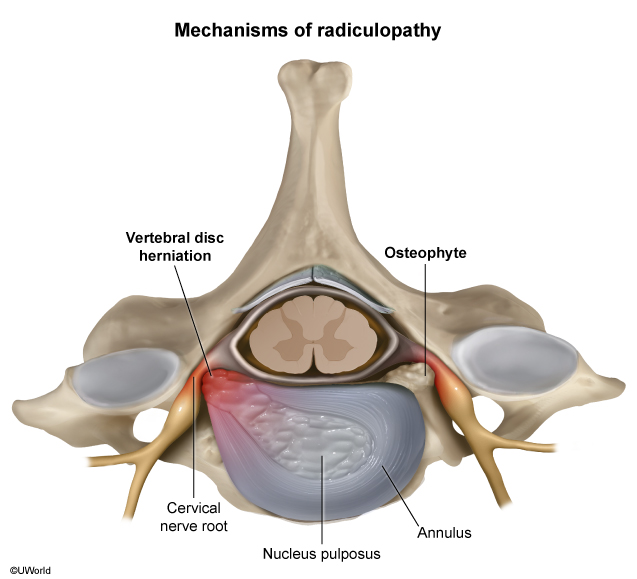 Mechanisms of radiculopathy
Vertebral disc
herniation
Osteophyte
Cervical
nerve root
Nucleus pulposus
Annulus
©UWorld